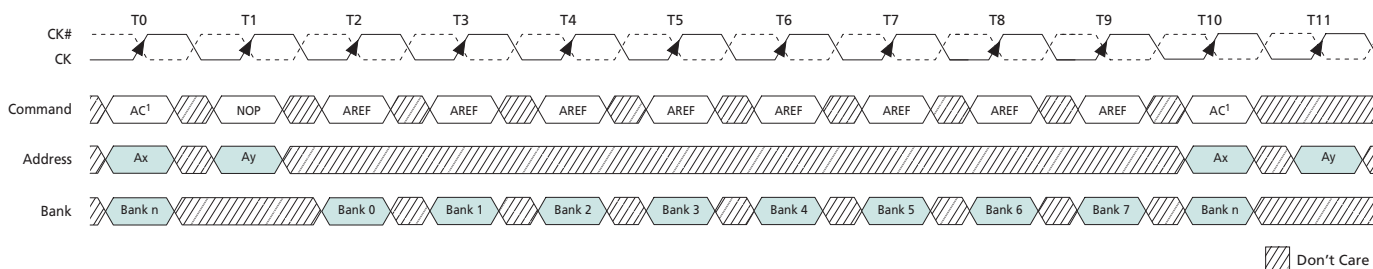 T0 T1 T2 T3 T4 T5 T6 T7 T8 T9 T10 T11
CK#
CK
Command AC¹ NOP AREF AREF AREF AREF AREF AREF AREF AREF AC¹
Address Ax Ay Ax Ay
Bank Bank n Bank 0 Bank 1 Bank 2 Bank 3 Bank 4 Bank 5 Bank 6 Bank 7 Bank n
Don't Care